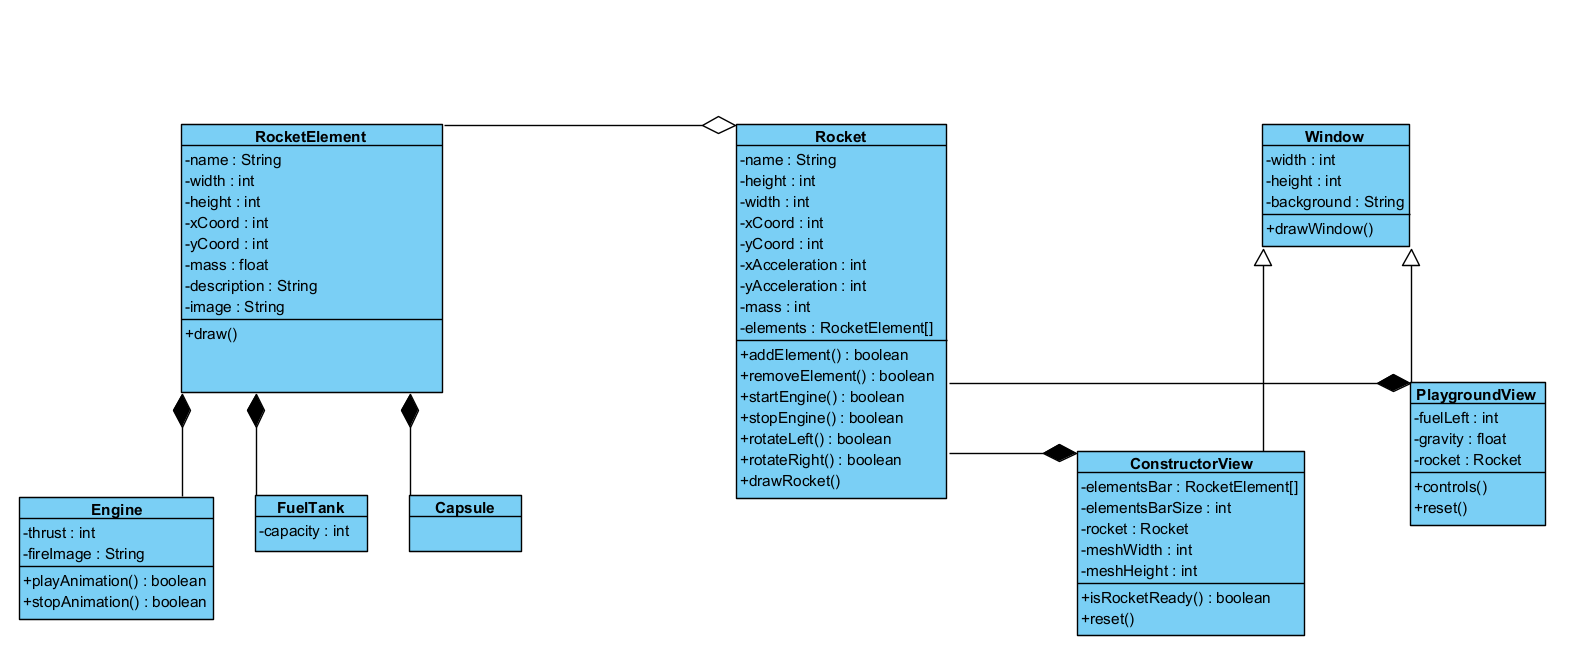 RocketElement
-name : String
-width : int
-height : int
-xCoord : int
-yCoord : int
-mass : float
-description : String
-image : String
+draw()
Rocket
-name : String
-height : int
-width : int
-xCoord : int
-yCoord : int
-xAcceleration : int
-yAcceleration : int
-mass : int
-elements : RocketElement[]
+addElement() : boolean
+removeElement() : boolean
+startEngine() : boolean
+stopEngine() : boolean
+rotateLeft() : boolean
+rotateRight() : boolean
+drawRocket()
Window
-width : int
-height : int
-background : String
+drawWindow()
PlaygroundView
-fuelLeft : int
-gravity : float
-rocket : Rocket
+controls()
+reset()
ConstructorView
-elementsBar : RocketElement[]
-elementsBarSize : int
-rocket : Rocket
-meshWidth : int
-meshHeight : int
+isRocketReady() : boolean
+reset()
Engine
-thrust : int
-fireImage : String
+playAnimation() : boolean
+stopAnimation() : boolean
FuelTank
-capacity : int
Capsule